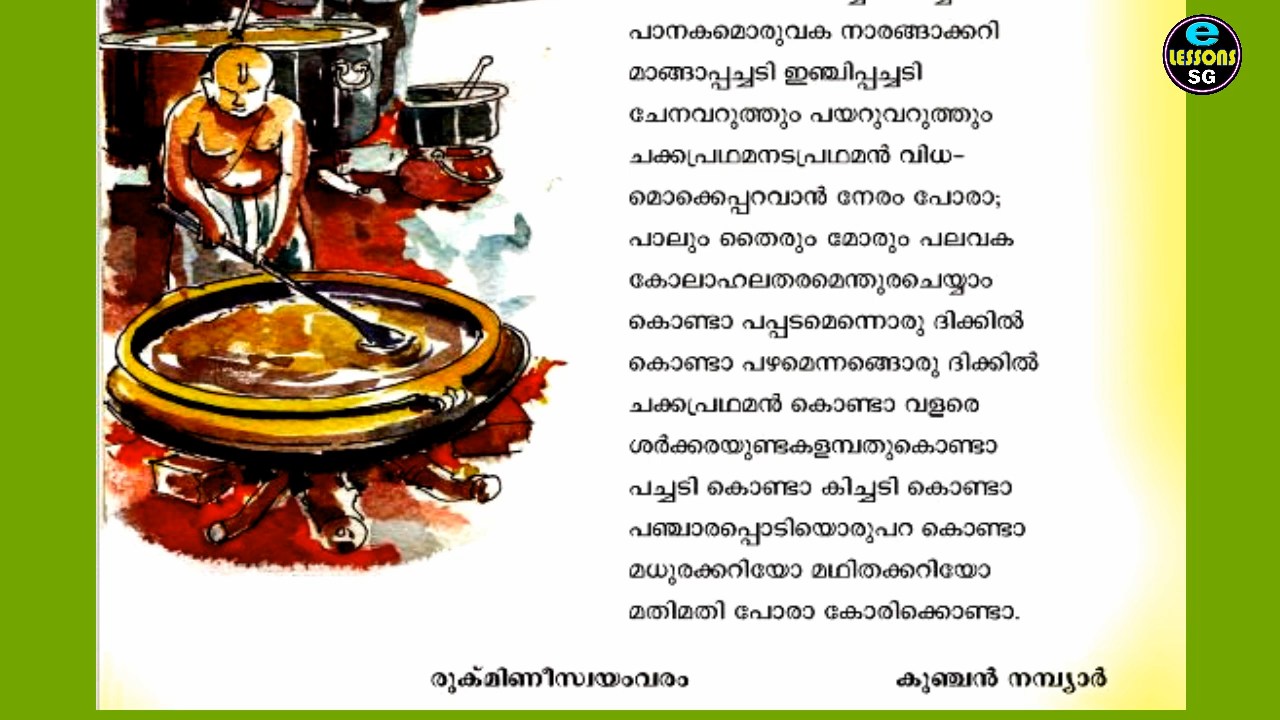 പാനകമൊരുവക നാരങ്ങാക്കറി
മാങ്ങാപ്പച്ചടി ഇഞ്ചിപ്പച്ചടി
ചേനവറുത്തും പയറുവറുത്തും
ചക്കപ്രഥമനടപ്രഥമൻ വിധ-
മൊക്കെപ്പറവാൻ നേരം പോരാ;
പാലും തൈരും മോരും പലവക
കോലാഹലതരമെന്തുരചെയ്യാം
കൊണ്ടാ പപ്പടമെന്നൊരു ദിക്കിൽ
കൊണ്ടാ പഴമെന്നങ്ങൊരു ദിക്കിൽ
ചക്കപ്രഥമൻ കൊണ്ടാ വളരെ
ശർക്കരയുണ്ടകളമ്പതുകൊണ്ടാ
പച്ചടി കൊണ്ടാ കിച്ചടി കൊണ്ടാ
പഞ്ചാരപ്പൊടിയൊരുപറ കൊണ്ടാ
മധുരക്കറിയോ മഥിതക്കറിയോ
മതിമതി പോരാ കോരിക്കൊണ്ടാ.
രുക്മിണീസ്വയംവരം കുഞ്ചൻ നമ്പ്യാർ
e
LESSONS
SG